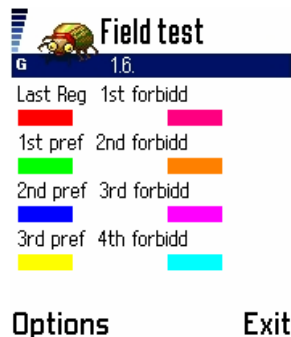 Field test
G 1.6.
Last Reg 1st forbidd
1st pref 2nd forbidd
2nd pref 3rd forbidd
3rd pref 4th forbidd
Options Exit